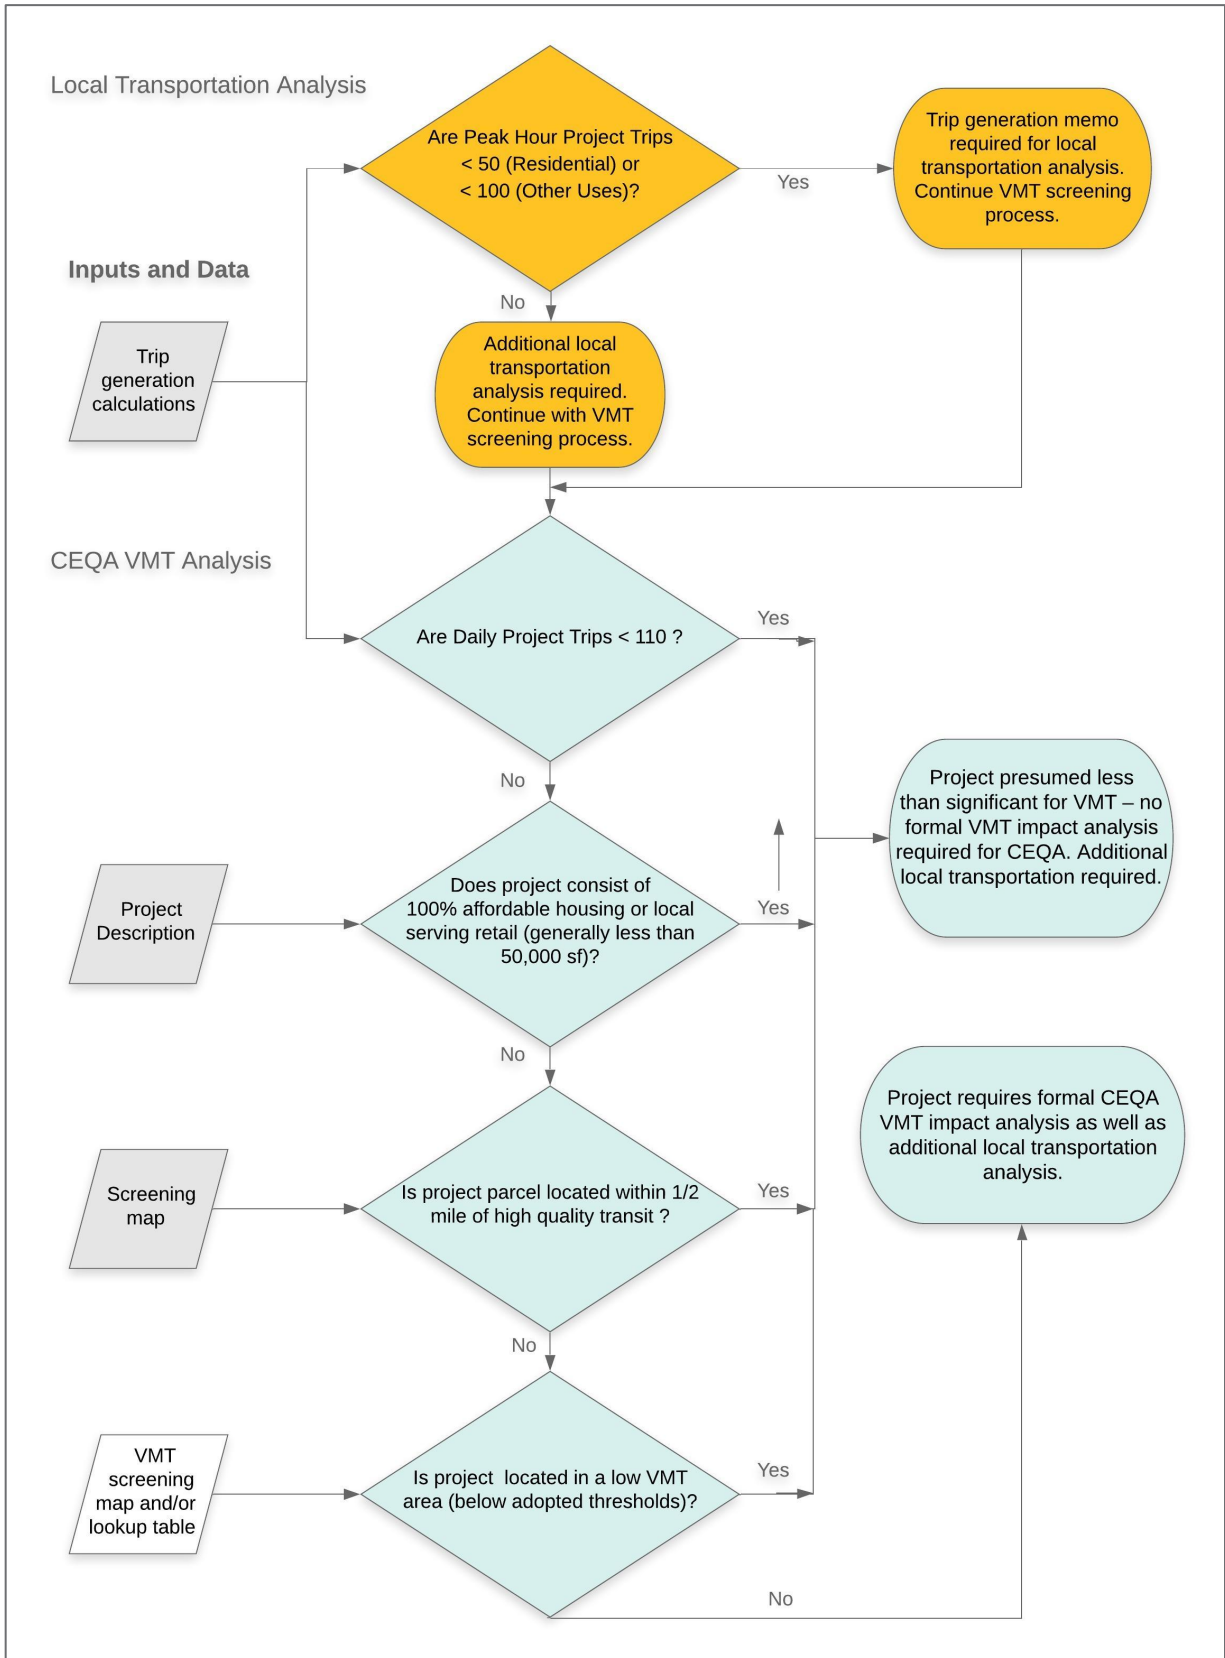 Local Transportation Analysis
Are Peak Hour Project Trips
< 50 (Residential) or
< 100 (Other Uses)?
Yes
Trip generation memo
required for local
transportation analysis.
Continue VMT screening
process.
Inputs and Data
No
Trip
generation
calculations
Additional local
transportation
analysis required.
Continue with VMT
screening process.
CEQA VMT Analysis
Are Daily Project Trips < 110 ?
Yes
No
Project presumed less
than significant for VMT – no
formal VMT impact analysis
required for CEQA. Additional
local transportation required.
Project
Description
Does project consist of
100% affordable housing or local
serving retail (generally less than
50,000 sf)?
Yes
No
Project requires formal CEQA
VMT impact analysis as well as
additional local transportation
analysis.
Screening
map
Is project parcel located within 1/2
mile of high quality transit ?
Yes
No
VMT
screening
map and/or
lookup table
Is project located in a low VMT
area (below adopted thresholds)?
Yes
No